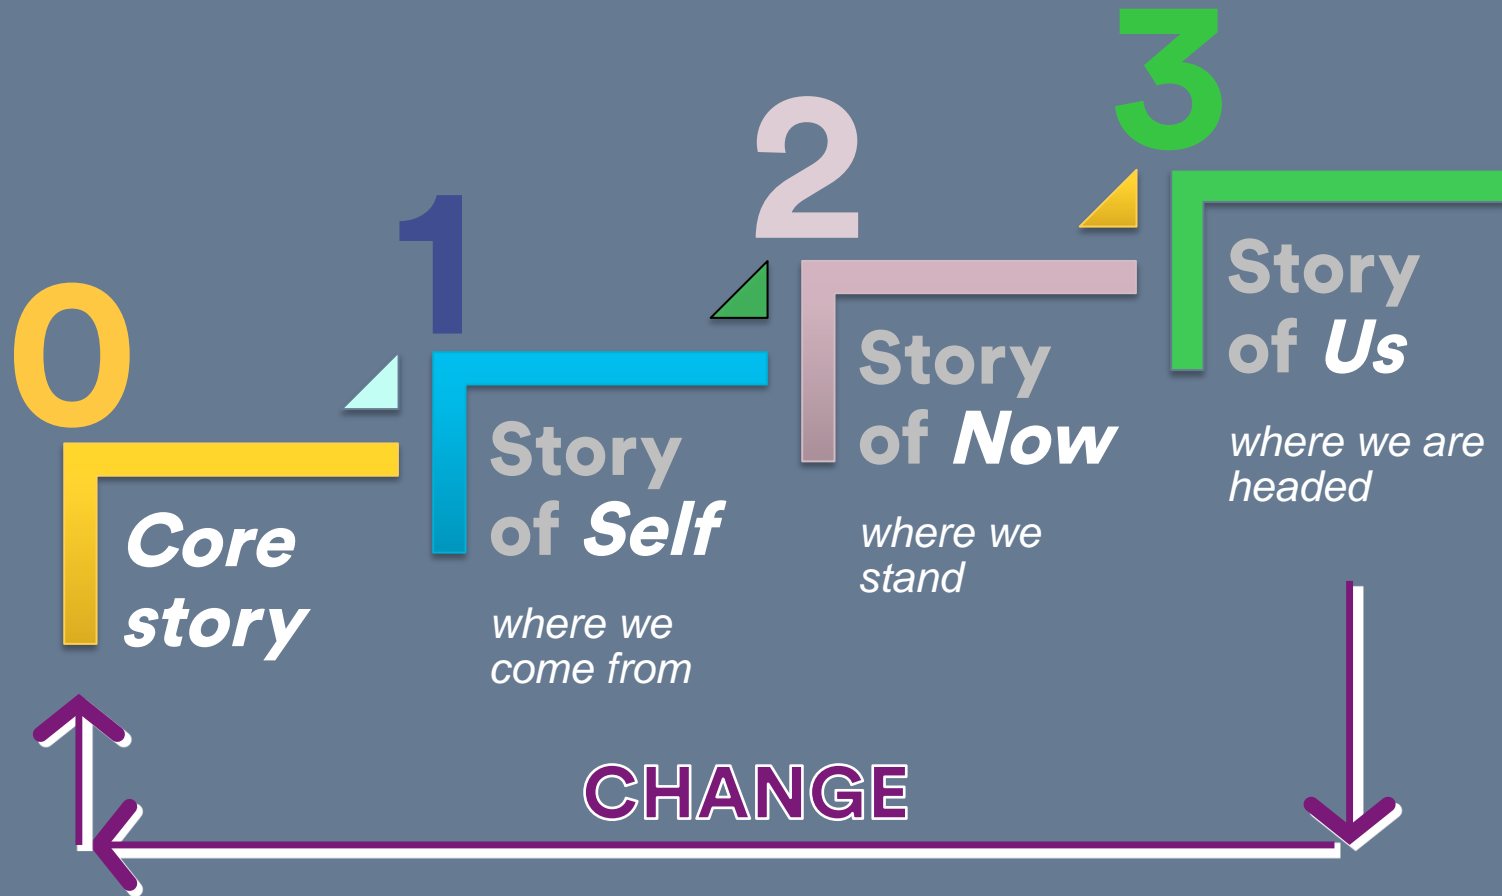 0
Core
story
1
Story
of Self
where we
come from
2
Story
of Now
where we
stand
3
Story
of Us
where we are
headed
CHANGE